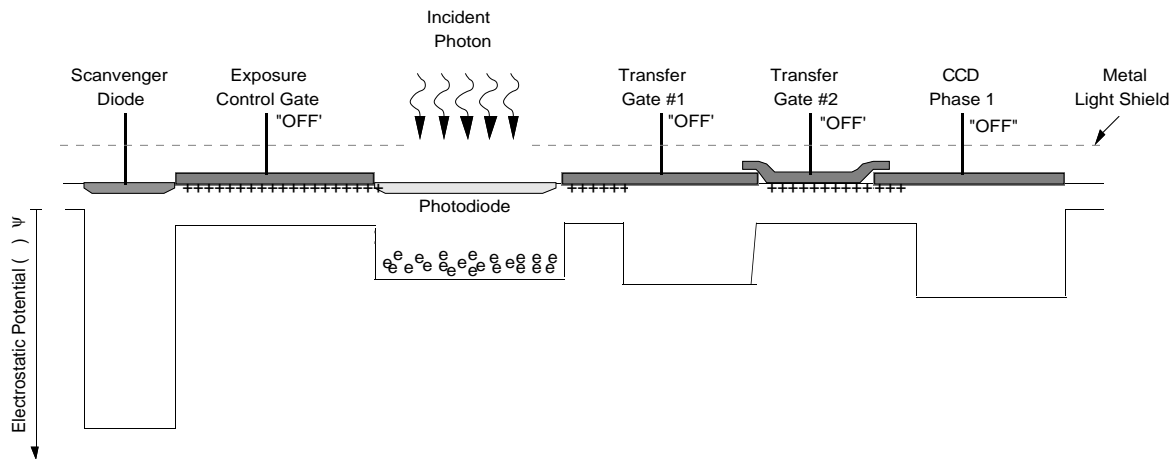 Incident
Photon
Scanvenger
Diode
Exposure
Control Gate
"OFF'
Transfer
Gate #1
"OFF'
Transfer
Gate #2
"OFF'
CCD
Phase 1
"OFF"
Metal
Light Shield
+++++++++++++++++++
++++++
++++++++++++
Photodiode
Electrostatic Potential ( ) ψ
e e e e e e e e e e e e e e e e e e e e e e